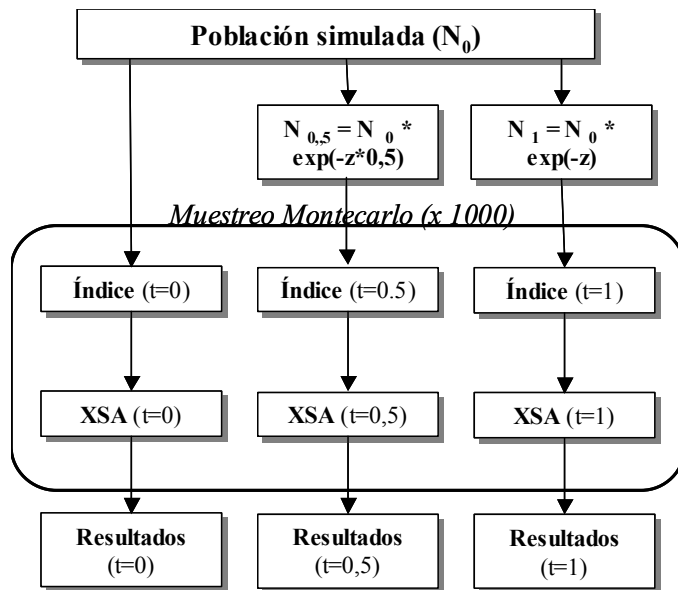 Población simulada (N0)
N 0,,5 = N 0 *
exp(-z*0,5)
N 1 = N 0 *
exp(-z)
Muestreo Montecarlo (x 1000)
Índice (t=0)
Índice (t=0.5)
Índice (t=1)
XSA (t=0)
XSA (t=0,5)
XSA (t=1)
Resultados
(t=0)
Resultados
(t=0,5)
Resultados
(t=1)